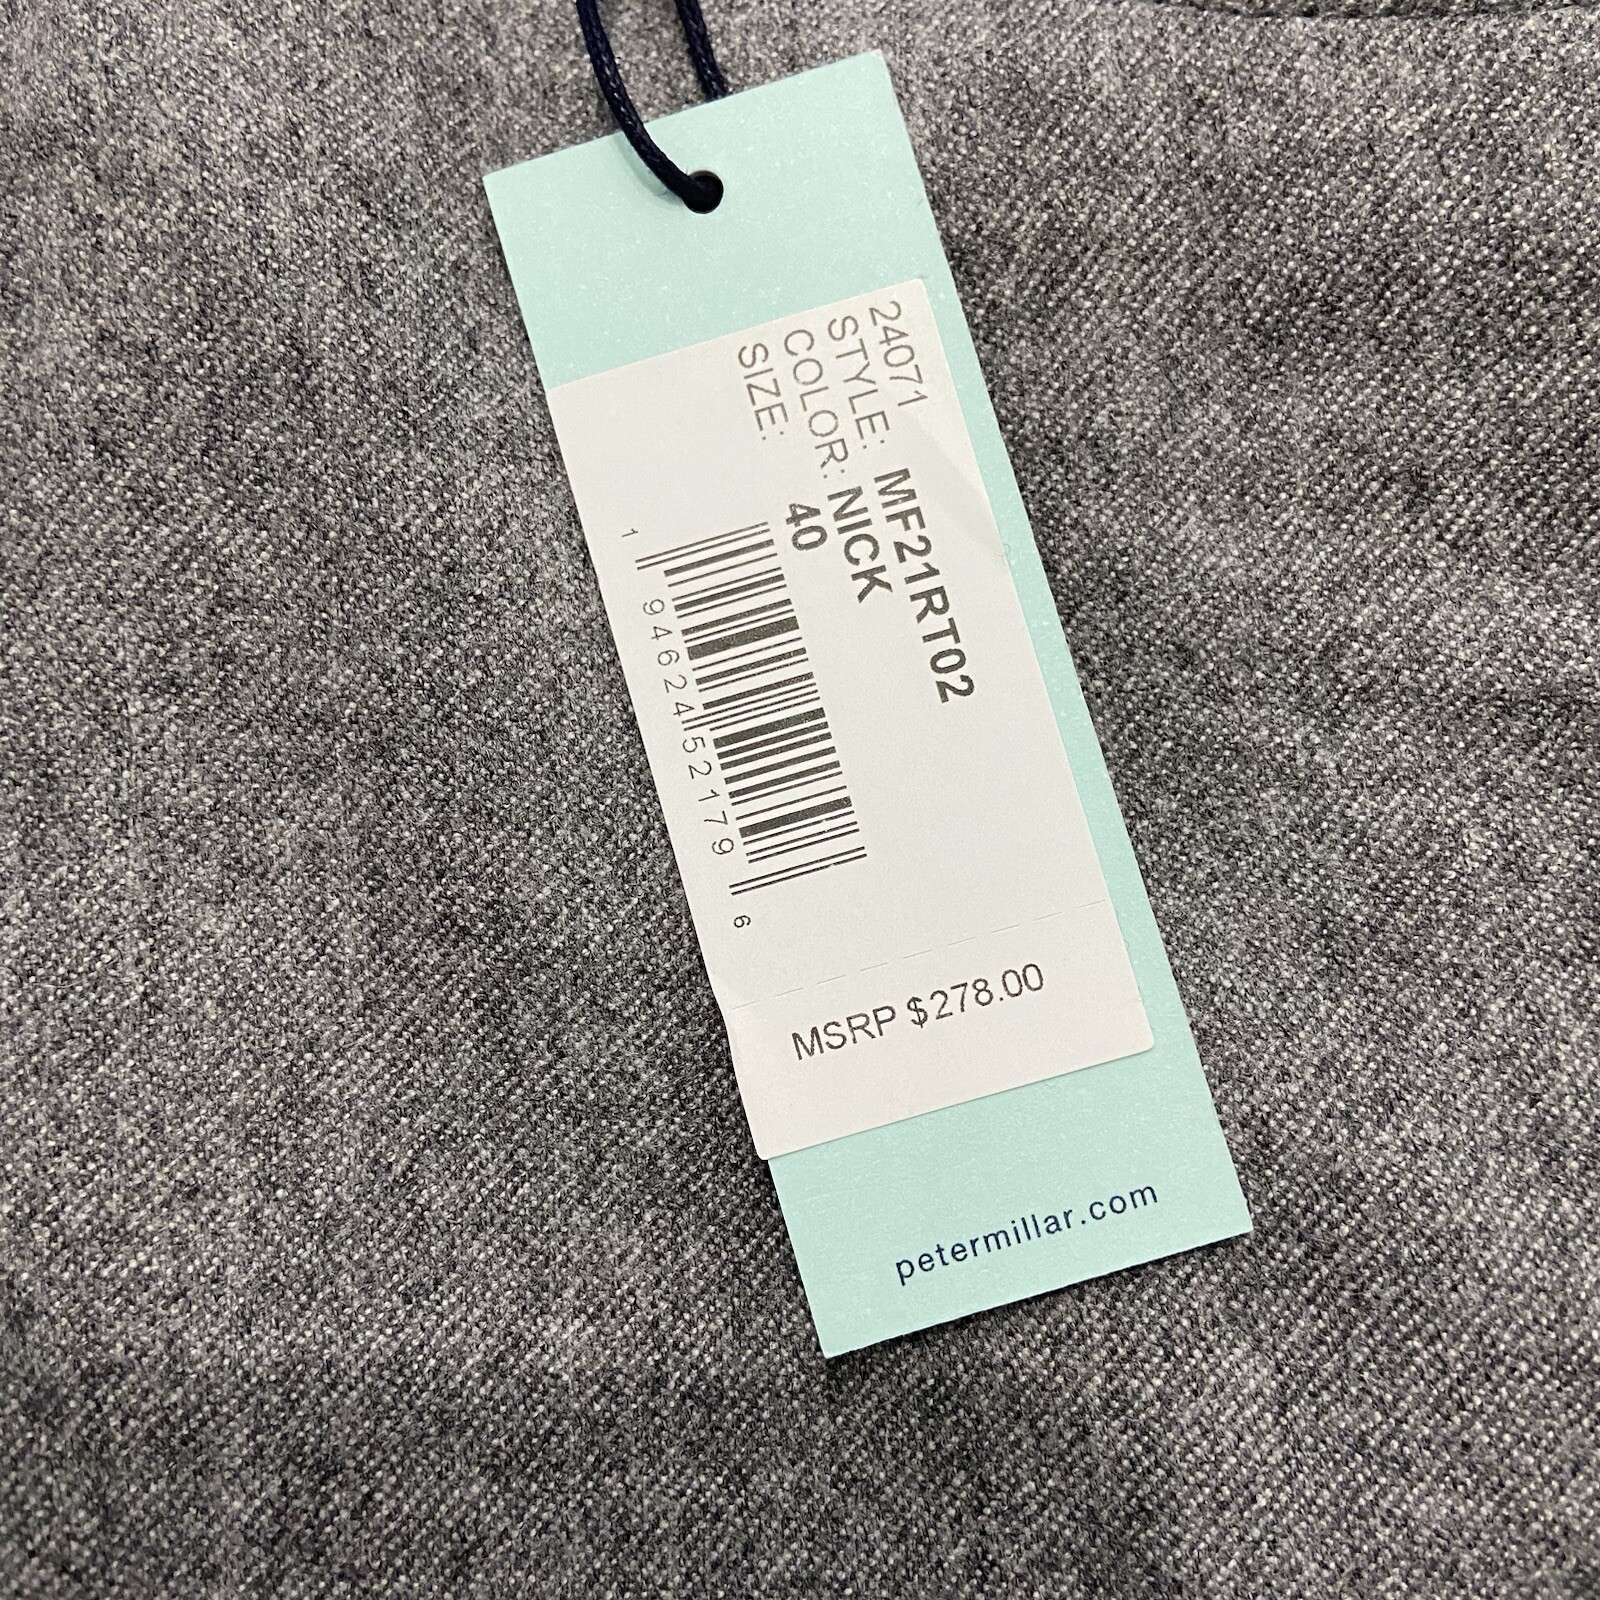 24071
STYLE: MF21RT02
COLOR: NICK
SIZE: 40
1 94624 52179 6
MSRP $278.00
petermillar.com